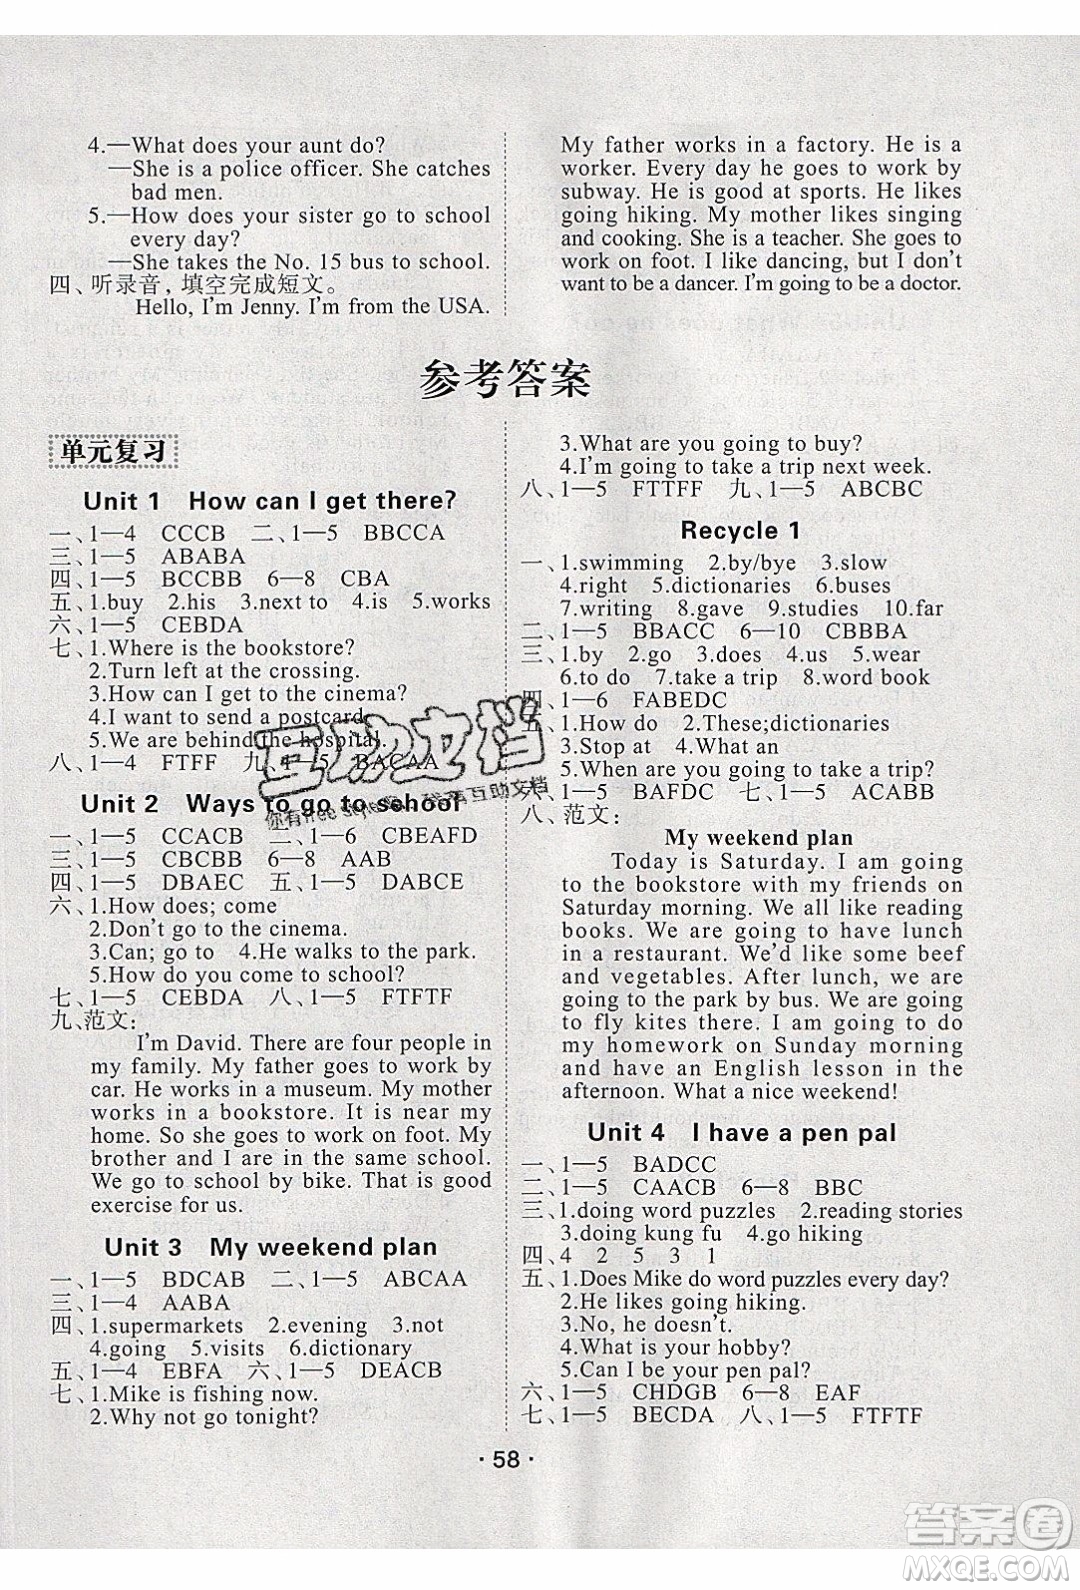 4.—What does your aunt do?
—She is a police officer. She catches
bad men.
5.—How does your sister go to school
every day?
—She takes the No. 15 bus to school.
四、听录音,填空完成短文。
Hello, I'm Jenny. I'm from the USA.
My father works in a factory. He is a
worker. Every day he goes to work by
subway. He is good at sports. He likes
going hiking. My mother likes singing
and cooking. She is a teacher. She goes to
work on foot. I like dancing, but I don't
want to be a dancer. I'm going to be a doctor.
参考答案
单元复习
Unit 1 How can I get there?
一、1—4 CCCB 二、1—5 BBCCA
三、1—5 ABABA
四、1—5 BCCBB 6—8 CBA
五、1.buy 2.his 3.next to 4.is 5.works
六、1—5 CEBDA
七、1.Where is the bookstore?
2.Turn left at the crossing.
3.How can I get to the cinema?
4.I want to send a postcard.
5.We are behind the hospital.
八、1—4 FTFF 九、1—5 BACAA
Unit 2 Ways to go to school
一、1—5 CCACB 二、1—6 CBEAFD
三、1—5 CBCBB 6—8 AAB
四、1—5 DBAEC 五、1—5 DABCE
六、1.How does; come
2.Don't go to the cinema.
3.Can; go to 4.He walks to the park.
5.How do you come to school?
七、1—5 CEBDA 八、1—5 FTFTF
九、范文:
I'm David. There are four people in
my family. My father goes to work by
car. He works in a museum. My mother
works in a bookstore. It is near my
home. So she goes to work on foot. My
brother and I are in the same school.
We go to school by bike. That is good
exercise for us.
Unit 3 My weekend plan
一、1—5 BDCAB 二、1—5 ABCAA
三、1—4 AABA
四、1.supermarkets 2.evening 3.not
4.going 5.visits 6.dictionary
五、1—4 EBFA 六、1—5 DEACB
七、1.Mike is fishing now.
2.Why not go tonight?
3.What are you going to buy?
4.I'm going to take a trip next week.
八、1—5 FTTFF 九、1—5 ABCBC
Recycle 1
一、1.swimming 2.by/bye 3.slow
4.right 5.dictionaries 6.buses
7.writing 8.gave 9.studies 10.far
二、1—5 BBACC 6—10 CBBBA
三、1.by 2.go 3.does 4.us 5.wear
6.to do 7.take a trip 8.word book
四、1—6 FABEDC
五、1.How do 2.These;dictionaries
3.Stop at 4.What an
5.When are you going to take a trip?
六、1—5 BAFDC 七、1—5 ACABB
八、范文:
My weekend plan
Today is Saturday. I am going
to the bookstore with my friends on
Saturday morning. We all like reading
books. We are going to have lunch
in a restaurant. We'd like some beef
and vegetables. After lunch, we are
going to the park by bus. We are going
to fly kites there. I am going to do
my homework on Sunday morning
and have an English lesson in the
afternoon. What a nice weekend!
Unit 4 I have a pen pal
一、1—5 BADCC
二、1—5 CAACB 6—8 BBC
三、1.doing word puzzles 2.reading stories
3.doing kung fu 4.go hiking
四、4 2 5 3 1
五、1.Does Mike do word puzzles every day?
2.He likes going hiking.
3.No, he doesn't.
4.What is your hobby?
5.Can I be your pen pal?
六、1—5 CHDGB 6—8 EAF
七、1—5 BECDA 八、1—5 FTFTF
· 58 ·
互助文档
答案圈
MXQE.COM